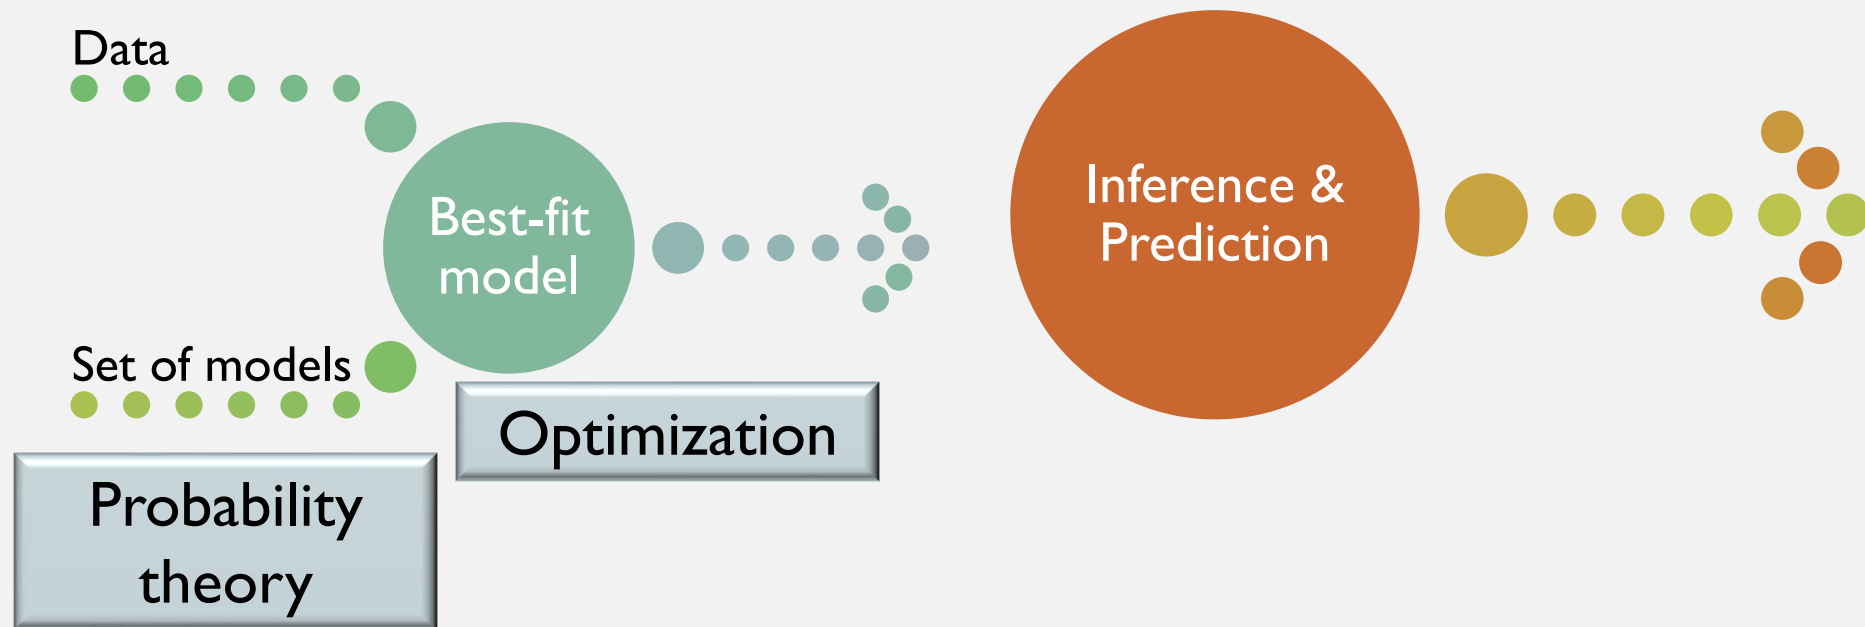 Data
Best-fit
model
Inference &
Prediction
Set of models
Optimization
Probability
theory